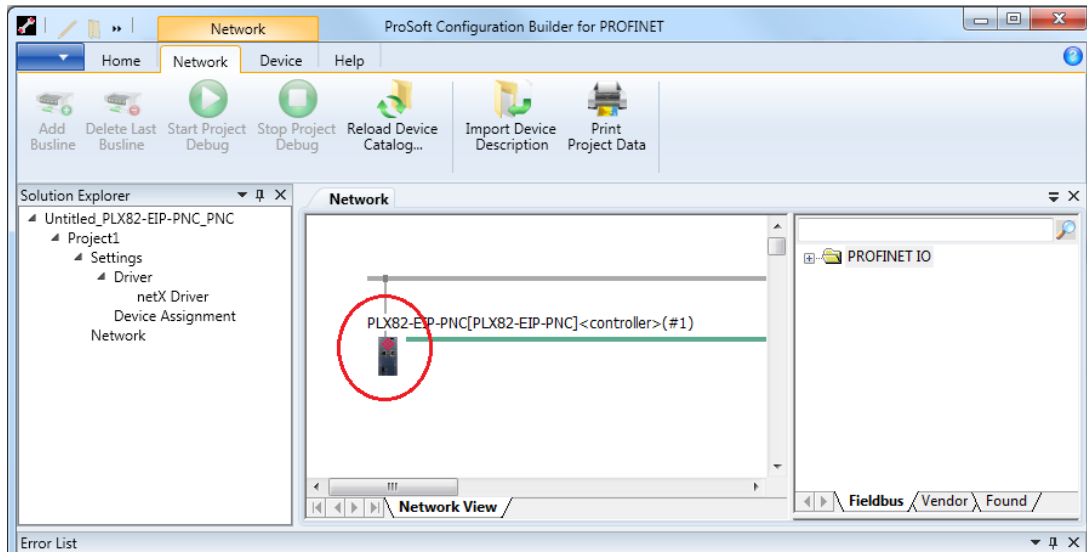 Network
ProSoft Configuration Builder for PROFINET
Home Network Device Help
Add Busline
Delete Last Busline
Start Project Debug
Stop Project Debug
Reload Device Catalog...
Import Device Description
Print Project Data
Solution Explorer
Untitled_PLX82-EIP-PNC_PNC
Project1
Settings
Driver
netX Driver
Device Assignment
Network
Network
PLX82-EIP-PNC[PLX82-EIP-PNC]<controller>(#1)
Network View
PROFINET IO
Fieldbus Vendor Found
Error List